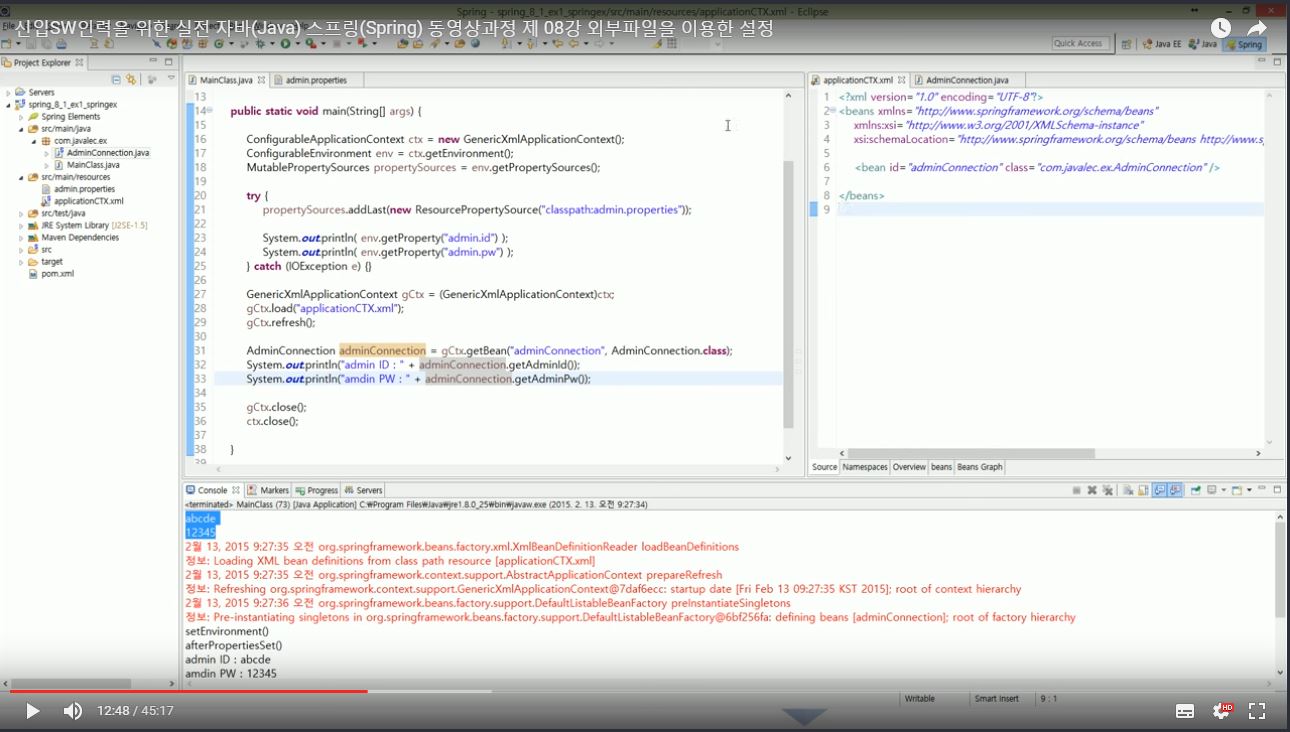 Spring - spring_8_1_ex1_springex/src/main/resources/applicationCTX.xml - Eclipse
신입SW인력을 위한 실전 자바(Java) 스프링(Spring) 동영상과정 제 08강 외부파일을 이용한 설정
Quick Access
Java EE
Java
Spring
Project Explorer
Servers
spring_8_1_ex1_springex
Spring Elements
src/main/java
com.javalec.ex
AdminConnection.java
MainClass.java
src/main/resources
admin.properties
applicationCTX.xml
src/test/java
JRE System Library [J2SE-1.5]
Maven Dependencies
src
target
pom.xml
MainClass.java
admin.properties
13
14 public static void main(String[] args) {
15
16 ConfigurableApplicationContext ctx = new GenericXmlApplicationContext();
17 ConfigurableEnvironment env = ctx.getEnvironment();
18 MutablePropertySources propertySources = env.getPropertySources();
19
20 try {
21 propertySources.addLast(new ResourcePropertySource("classpath:admin.properties"));
22
23 System.out.println( env.getProperty("admin.id") );
24 System.out.println( env.getProperty("admin.pw") );
25 } catch (IOException e) {}
26
27 GenericXmlApplicationContext gCtx = (GenericXmlApplicationContext)ctx;
28 gCtx.load("applicationCTX.xml");
29 gCtx.refresh();
30
31 AdminConnection adminConnection = gCtx.getBean("adminConnection", AdminConnection.class);
32 System.out.println("admin ID : " + adminConnection.getAdminId());
33 System.out.println("amdin PW : " + adminConnection.getAdminPw());
34
35 gCtx.close();
36 ctx.close();
37
38 }
39
applicationCTX.xml
AdminConnection.java
1 <?xml version="1.0" encoding="UTF-8"?>
2 <beans xmlns="http://www.springframework.org/schema/beans"
3 xmlns:xsi="http://www.w3.org/2001/XMLSchema-instance"
4 xsi:schemaLocation="http://www.springframework.org/schema/beans http://www.s
5
6 <bean id="adminConnection" class="com.javalec.ex.AdminConnection" />
7
8 </beans>
9
Source Namespaces Overview beans Beans Graph
Console Markers Progress Servers
<terminated> MainClass (73) [Java Application] C:₩Program Files₩Java₩jre1.8.0_25₩bin₩javaw.exe (2015. 2. 13. 오전 9:27:34)
abcde
12345
2월 13, 2015 9:27:35 오전 org.springframework.beans.factory.xml.XmlBeanDefinitionReader loadBeanDefinitions
정보: Loading XML bean definitions from class path resource [applicationCTX.xml]
2월 13, 2015 9:27:35 오전 org.springframework.context.support.AbstractApplicationContext prepareRefresh
정보: Refreshing org.springframework.context.support.GenericXmlApplicationContext@7daf6ecc: startup date [Fri Feb 13 09:27:35 KST 2015]; root of context hierarchy
2월 13, 2015 9:27:36 오전 org.springframework.beans.factory.support.DefaultListableBeanFactory preInstantiateSingletons
정보: Pre-instantiating singletons in org.springframework.beans.factory.support.DefaultListableBeanFactory@6bf256fa: defining beans [adminConnection]; root of factory hierarchy
setEnvironment()
afterPropertiesSet()
admin ID : abcde
amdin PW : 12345
Writable
Smart Insert
9 : 1
12:48 / 45:17
HD